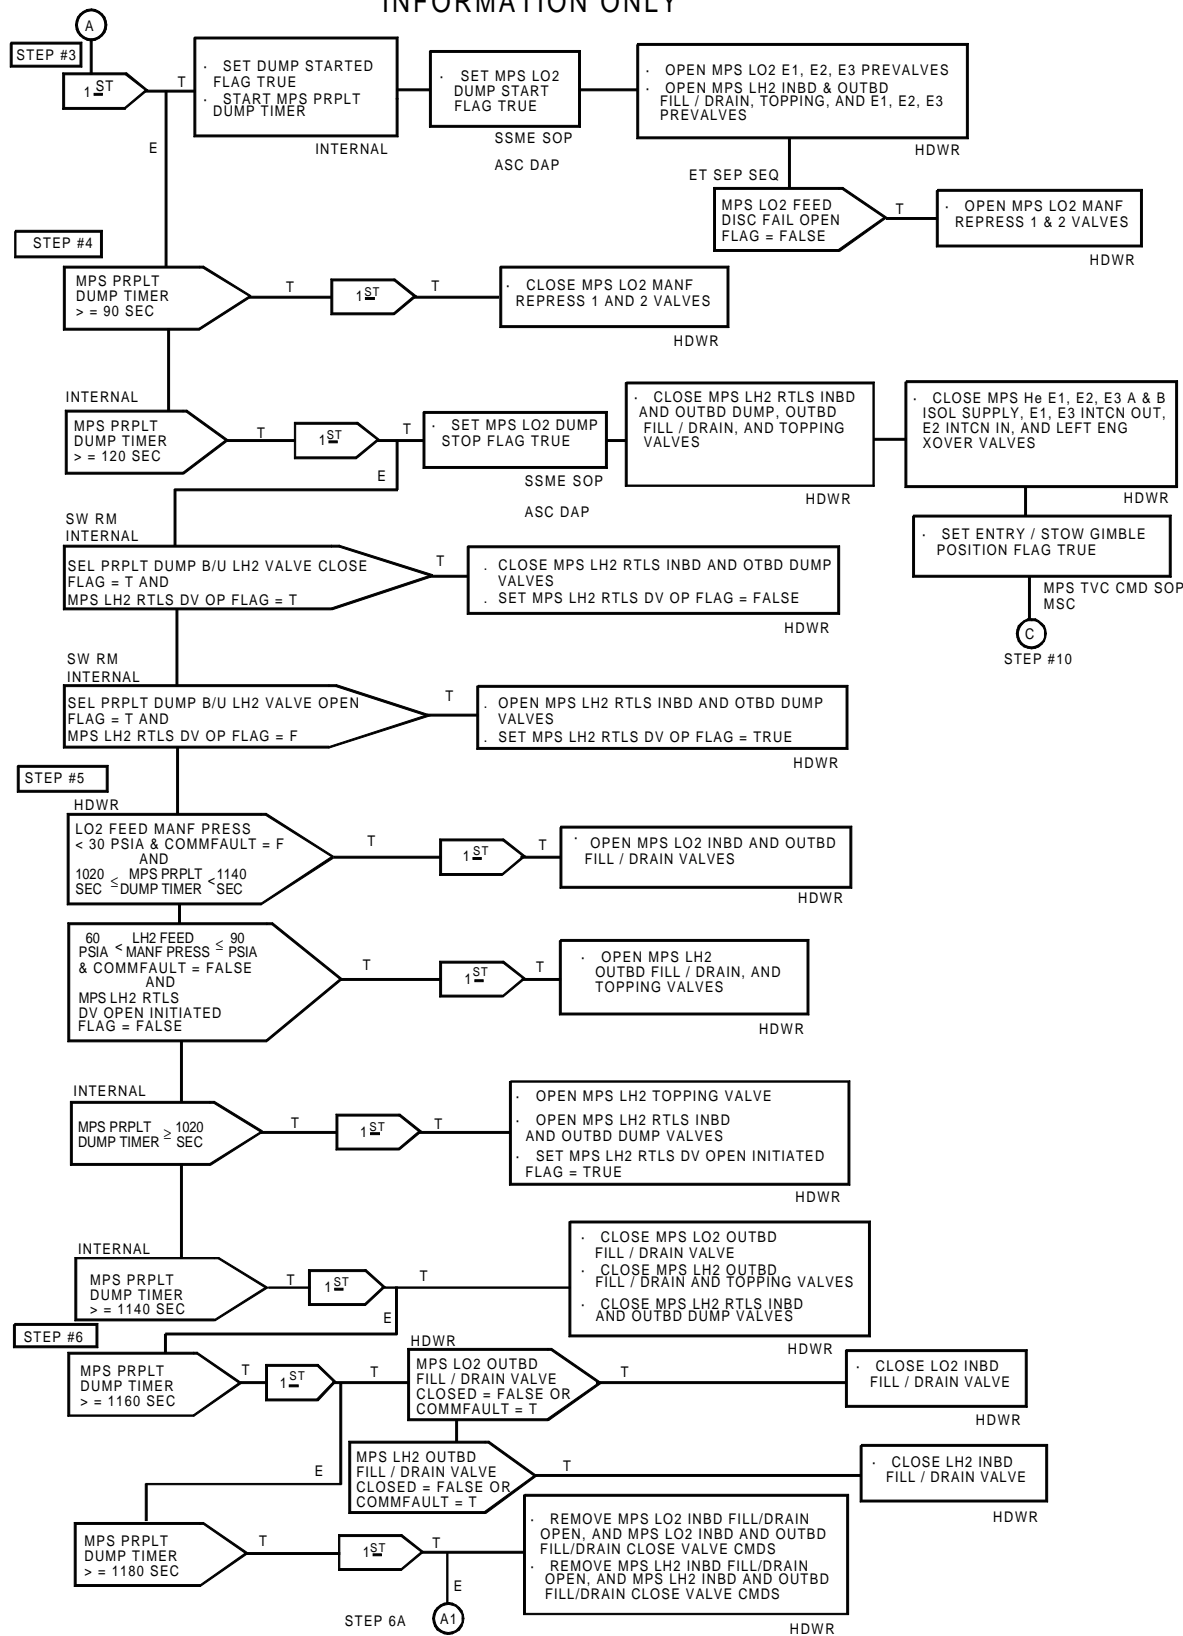 INFORMATION ONLY
A
STEP #3
1 ST
T
· SET DUMP STARTED
FLAG TRUE
· START MPS PRPLT
DUMP TIMER
INTERNAL
· SET MPS LO2
DUMP START
FLAG TRUE
SSME SOP
ASC DAP
· OPEN MPS LO2 E1, E2, E3 PREVALVES
· OPEN MPS LH2 INBD & OUTBD
FILL / DRAIN, TOPPING, AND E1, E2, E3
PREVALVES
HDWR
E
ET SEP SEQ
MPS LO2 FEED
DISC FAIL OPEN
FLAG = FALSE
T
· OPEN MPS LO2 MANF
REPRESS 1 & 2 VALVES
HDWR
STEP #4
MPS PRPLT
DUMP TIMER
> = 90 SEC
T
1 ST
T
· CLOSE MPS LO2 MANF
REPRESS 1 AND 2 VALVES
HDWR
INTERNAL
MPS PRPLT
DUMP TIMER
> = 120 SEC
T
1 ST
T
E
· SET MPS LO2 DUMP
STOP FLAG TRUE
SSME SOP
ASC DAP
· CLOSE MPS LH2 RTLS INBD
AND OUTBD DUMP, OUTBD
FILL / DRAIN, AND TOPPING
VALVES
HDWR
· CLOSE MPS He E1, E2, E3 A & B
ISOL SUPPLY, E1, E3 INTCN OUT,
E2 INTCN IN, AND LEFT ENG
XOVER VALVES
HDWR
· SET ENTRY / STOW GIMBLE
POSITION FLAG TRUE
MPS TVC CMD SOP
MSC
C
STEP #10
SW RM
INTERNAL
SEL PRPLT DUMP B/U LH2 VALVE CLOSE
FLAG = T AND
MPS LH2 RTLS DV OP FLAG = T
T
. CLOSE MPS LH2 RTLS INBD AND OTBD DUMP
VALVES
. SET MPS LH2 RTLS DV OP FLAG = FALSE
HDWR
SW RM
INTERNAL
SEL PRPLT DUMP B/U LH2 VALVE OPEN
FLAG = T AND
MPS LH2 RTLS DV OP FLAG = F
T
. OPEN MPS LH2 RTLS INBD AND OTBD DUMP
VALVES
. SET MPS LH2 RTLS DV OP FLAG = TRUE
HDWR
STEP #5
HDWR
LO2 FEED MANF PRESS
< 30 PSIA & COMMFAULT = F
AND
1020 SEC ≤ MPS PRPLT DUMP TIMER < 1140 SEC
T
1 ST
T
· OPEN MPS LO2 INBD AND OUTBD
FILL / DRAIN VALVES
HDWR
60 PSIA < LH2 FEED MANF PRESS ≤ 90 PSIA
& COMMFAULT = FALSE
AND
MPS LH2 RTLS
DV OPEN INITIATED
FLAG = FALSE
T
1 ST
T
· OPEN MPS LH2
OUTBD FILL / DRAIN, AND
TOPPING VALVES
HDWR
INTERNAL
MPS PRPLT DUMP TIMER ≥ 1020 SEC
T
1 ST
T
· OPEN MPS LH2 TOPPING VALVE
· OPEN MPS LH2 RTLS INBD
AND OUTBD DUMP VALVES
· SET MPS LH2 RTLS DV OPEN INITIATED
FLAG = TRUE
HDWR
INTERNAL
MPS PRPLT
DUMP TIMER
> = 1140 SEC
T
1 ST
T
E
· CLOSE MPS LO2 OUTBD
FILL / DRAIN VALVE
· CLOSE MPS LH2 OUTBD
FILL / DRAIN AND TOPPING VALVES
· CLOSE MPS LH2 RTLS INBD
AND OUTBD DUMP VALVES
HDWR
STEP #6
MPS PRPLT
DUMP TIMER
> = 1160 SEC
T
1 ST
T
HDWR
MPS LO2 OUTBD
FILL / DRAIN VALVE
CLOSED = FALSE OR
COMMFAULT = T
T
· CLOSE LO2 INBD
FILL / DRAIN VALVE
HDWR
E
MPS LH2 OUTBD
FILL / DRAIN VALVE
CLOSED = FALSE OR
COMMFAULT = T
T
· CLOSE LH2 INBD
FILL / DRAIN VALVE
HDWR
MPS PRPLT
DUMP TIMER
> = 1180 SEC
T
1 ST
T
· REMOVE MPS LO2 INBD FILL/DRAIN
OPEN, AND MPS LO2 INBD AND OUTBD
FILL/DRAIN CLOSE VALVE CMDS
· REMOVE MPS LH2 INBD FILL/DRAIN
OPEN, AND MPS LH2 INBD AND OUTBD
FILL/DRAIN CLOSE VALVE CMDS
HDWR
E
STEP 6A
A1